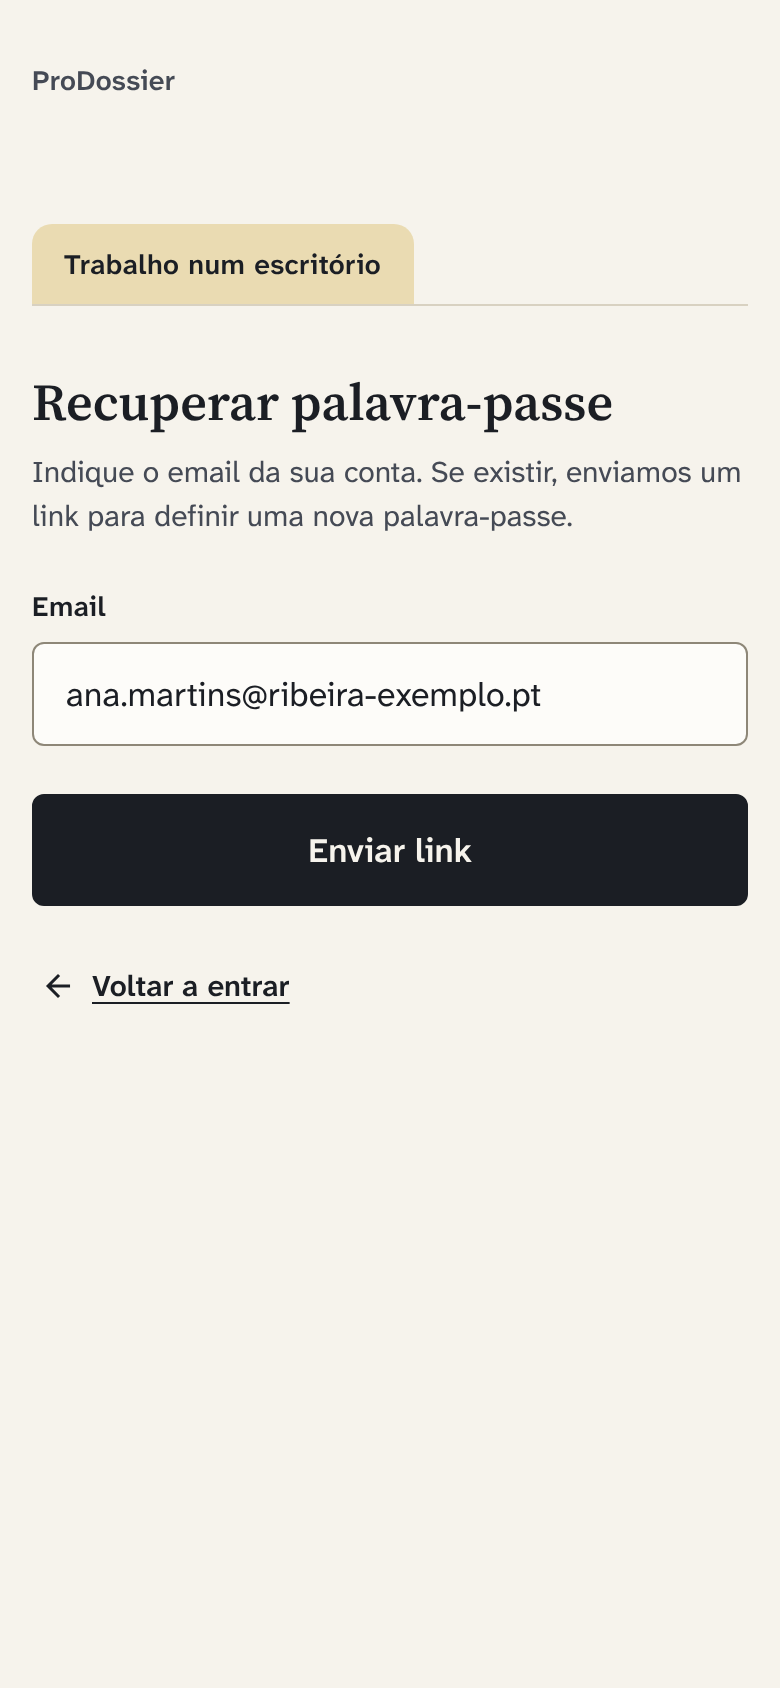 ProDossier
Trabalho num escritório
Recuperar palavra-passe
Indique o email da sua conta. Se existir, enviamos um
link para definir uma nova palavra-passe.
Email
ana.martins@ribeira-exemplo.pt
Enviar link
← Voltar a entrar